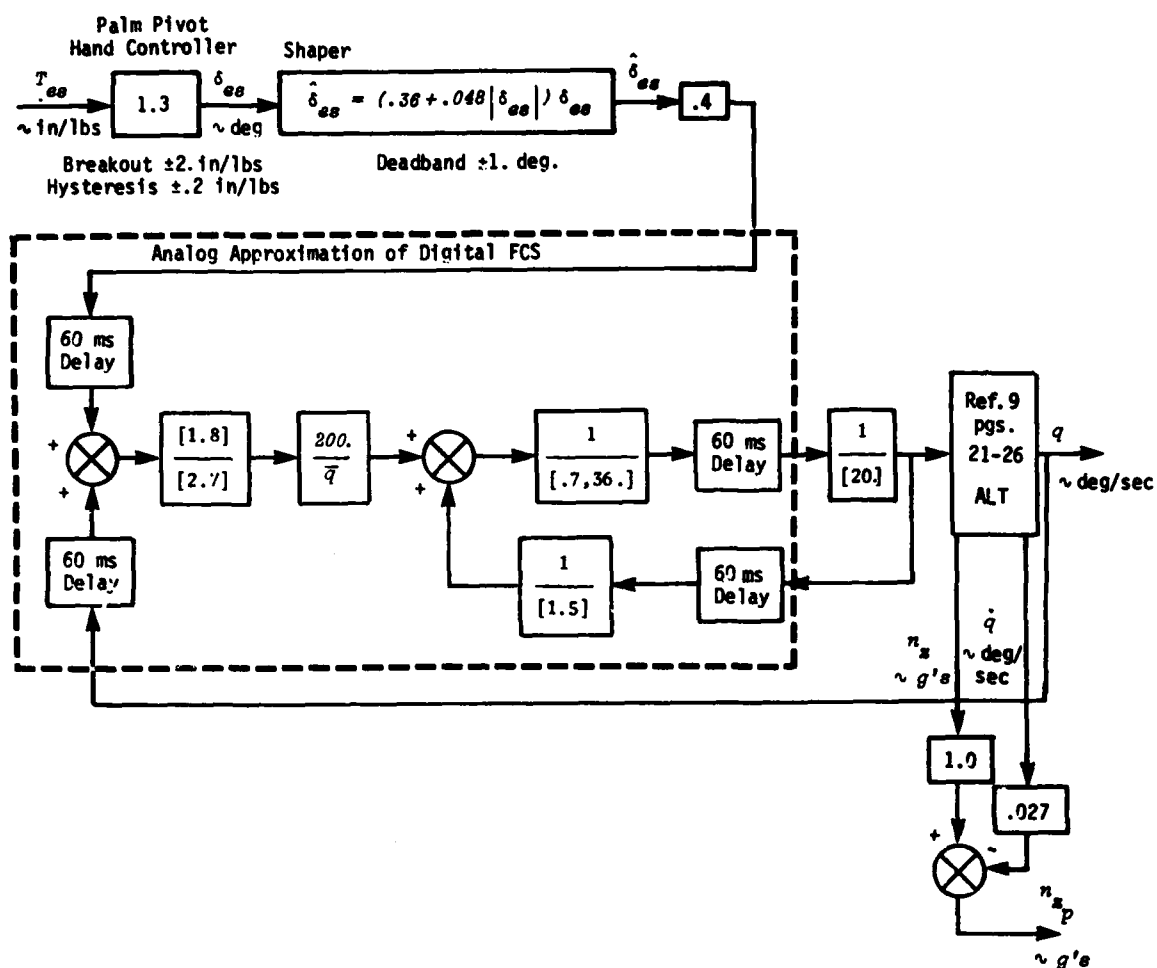 Palm Pivot
Hand Controller
Shaper
T_es
~ in/lbs
1.3
δ_es
~ deg
δ̂_es = (.36 + .048|δ_es|) δ_es
δ̂_es
.4
Breakout ±2. in/lbs
Hysteresis ±.2 in/lbs
Deadband ±1. deg.
Analog Approximation of Digital FCS
60 ms
Delay
+
+
[1.8]
[2.7]
200.
q̄
+
+
1
[.7,36.]
60 ms
Delay
1
[20.]
Ref. 9
pgs.
21-26
ALT
q
~ deg/sec
60 ms
Delay
1
[1.5]
60 ms
Delay
n_z
~ g's
q̇
~ deg/
sec
1.0
.027
+
-
n_z_p
~ g's